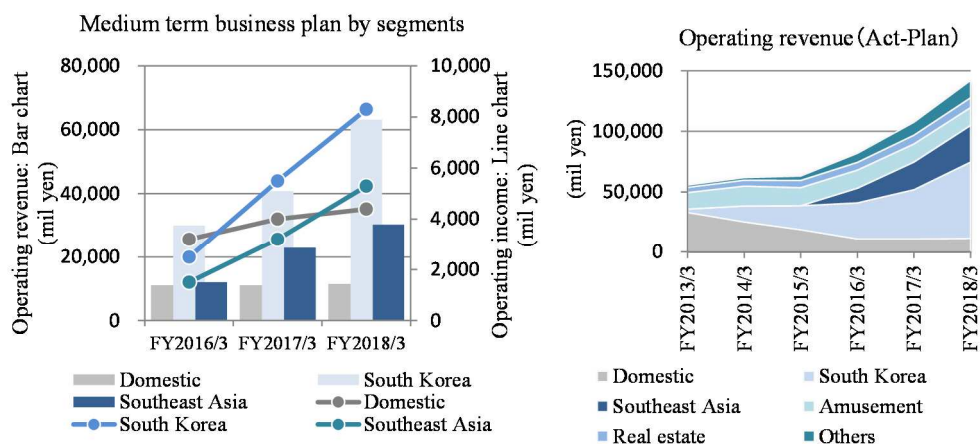 Medium term business plan by segments
Operating revenue: Bar chart
(mil yen)
80,000
60,000
40,000
20,000
0
10,000
8,000
6,000
4,000
2,000
0
Operating income: Line chart
(mil yen)
FY2016/3 FY2017/3 FY2018/3
Domestic South Korea
Southeast Asia Domestic
South Korea Southeast Asia
Operating revenue (Act-Plan)
(mil yen)
150,000
100,000
50,000
0
FY2013/3
FY2014/3
FY2015/3
FY2016/3
FY2017/3
FY2018/3
Domestic South Korea
Southeast Asia Amusement
Real estate Others